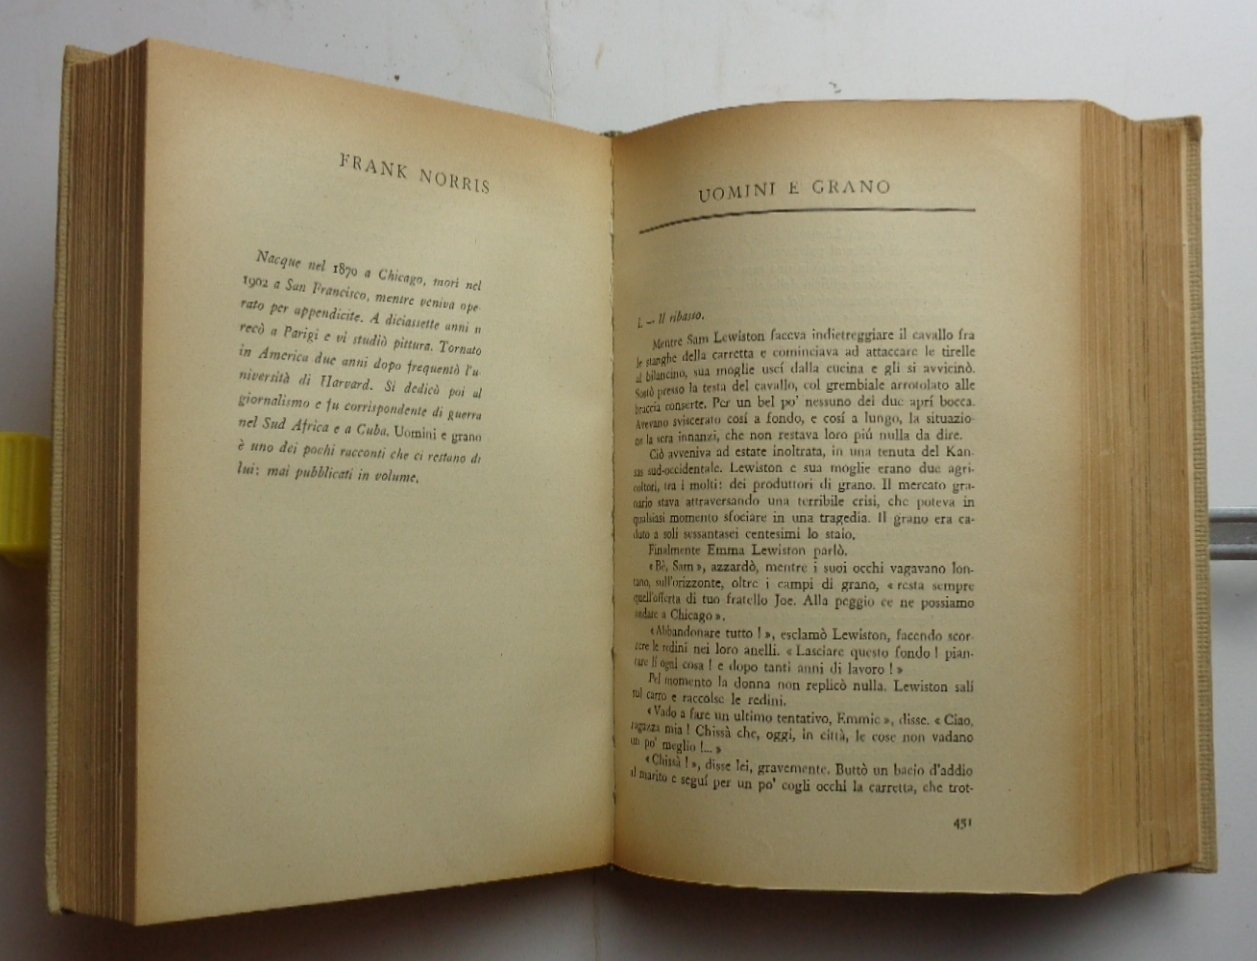 FRANK NORRIS
Nacque nel 1870 a Chicago, morì nel
1902 a San Francisco, mentre veniva ope-
rato per appendicite. A diciassette anni si
recò a Parigi e vi studiò pittura. Tornato
in America due anni dopo frequentò l'u-
niversità di Harvard. Si dedicò poi al
giornalismo e fu corrispondente di guerra
nel Sud Africa e a Cuba. Uomini e grano
è uno dei pochi racconti che ci restano di
lui: mai pubblicati in volume.
UOMINI E GRANO
I. — Il ribasso.
Mentre Sam Lewiston faceva indietreggiare il cavallo fra
le stanghe della carretta e cominciava ad attaccare le tirelle
al bilancino, sua moglie uscí dalla cucina e gli si avvicinò.
Sostò presso la testa del cavallo, col grembiale arrotolato alle
braccia conserte. Per un bel po' nessuno dei due aprí bocca.
Avevano sviscerato cosí a fondo, e cosí a lungo, la situazio-
ne la sera innanzi, che non restava loro piú nulla da dire.
Ciò avveniva ad estate inoltrata, in una tenuta del Kan-
sas sud-occidentale. Lewiston e sua moglie erano due agri-
coltori, tra i molti: dei produttori di grano. Il mercato gra-
nario stava attraversando una terribile crisi, che poteva in
qualsiasi momento sfociare in una tragedia. Il grano era ca-
duto a soli sessantasei centesimi lo staio.
Finalmente Emma Lewiston parlò.
«Bè, Sam», azzardò, mentre i suoi occhi vagavano lon-
tano, sull'orizzonte, oltre i campi di grano, «resta sempre
quell'offerta di tuo fratello Joe. Alla peggio ce ne possiamo
andare a Chicago».
«Abbandonare tutto!», esclamò Lewiston, facendo scor-
rere le redini nei loro anelli. «Lasciare questo fondo! pian-
tare lí ogni cosa! e dopo tanti anni di lavoro!»
Pel momento la donna non replicò nulla. Lewiston salí
sul carro e raccolse le redini.
«Vado a fare un ultimo tentativo, Emmie», disse. «Ciao,
ragazza mia! Chissà che, oggi, in città, le cose non vadano
un po' meglio!...»
«Chissà!», disse lei, gravemente. Buttò un bacio d'addio
al marito e seguí per un po' cogli occhi la carretta, che trot-
451